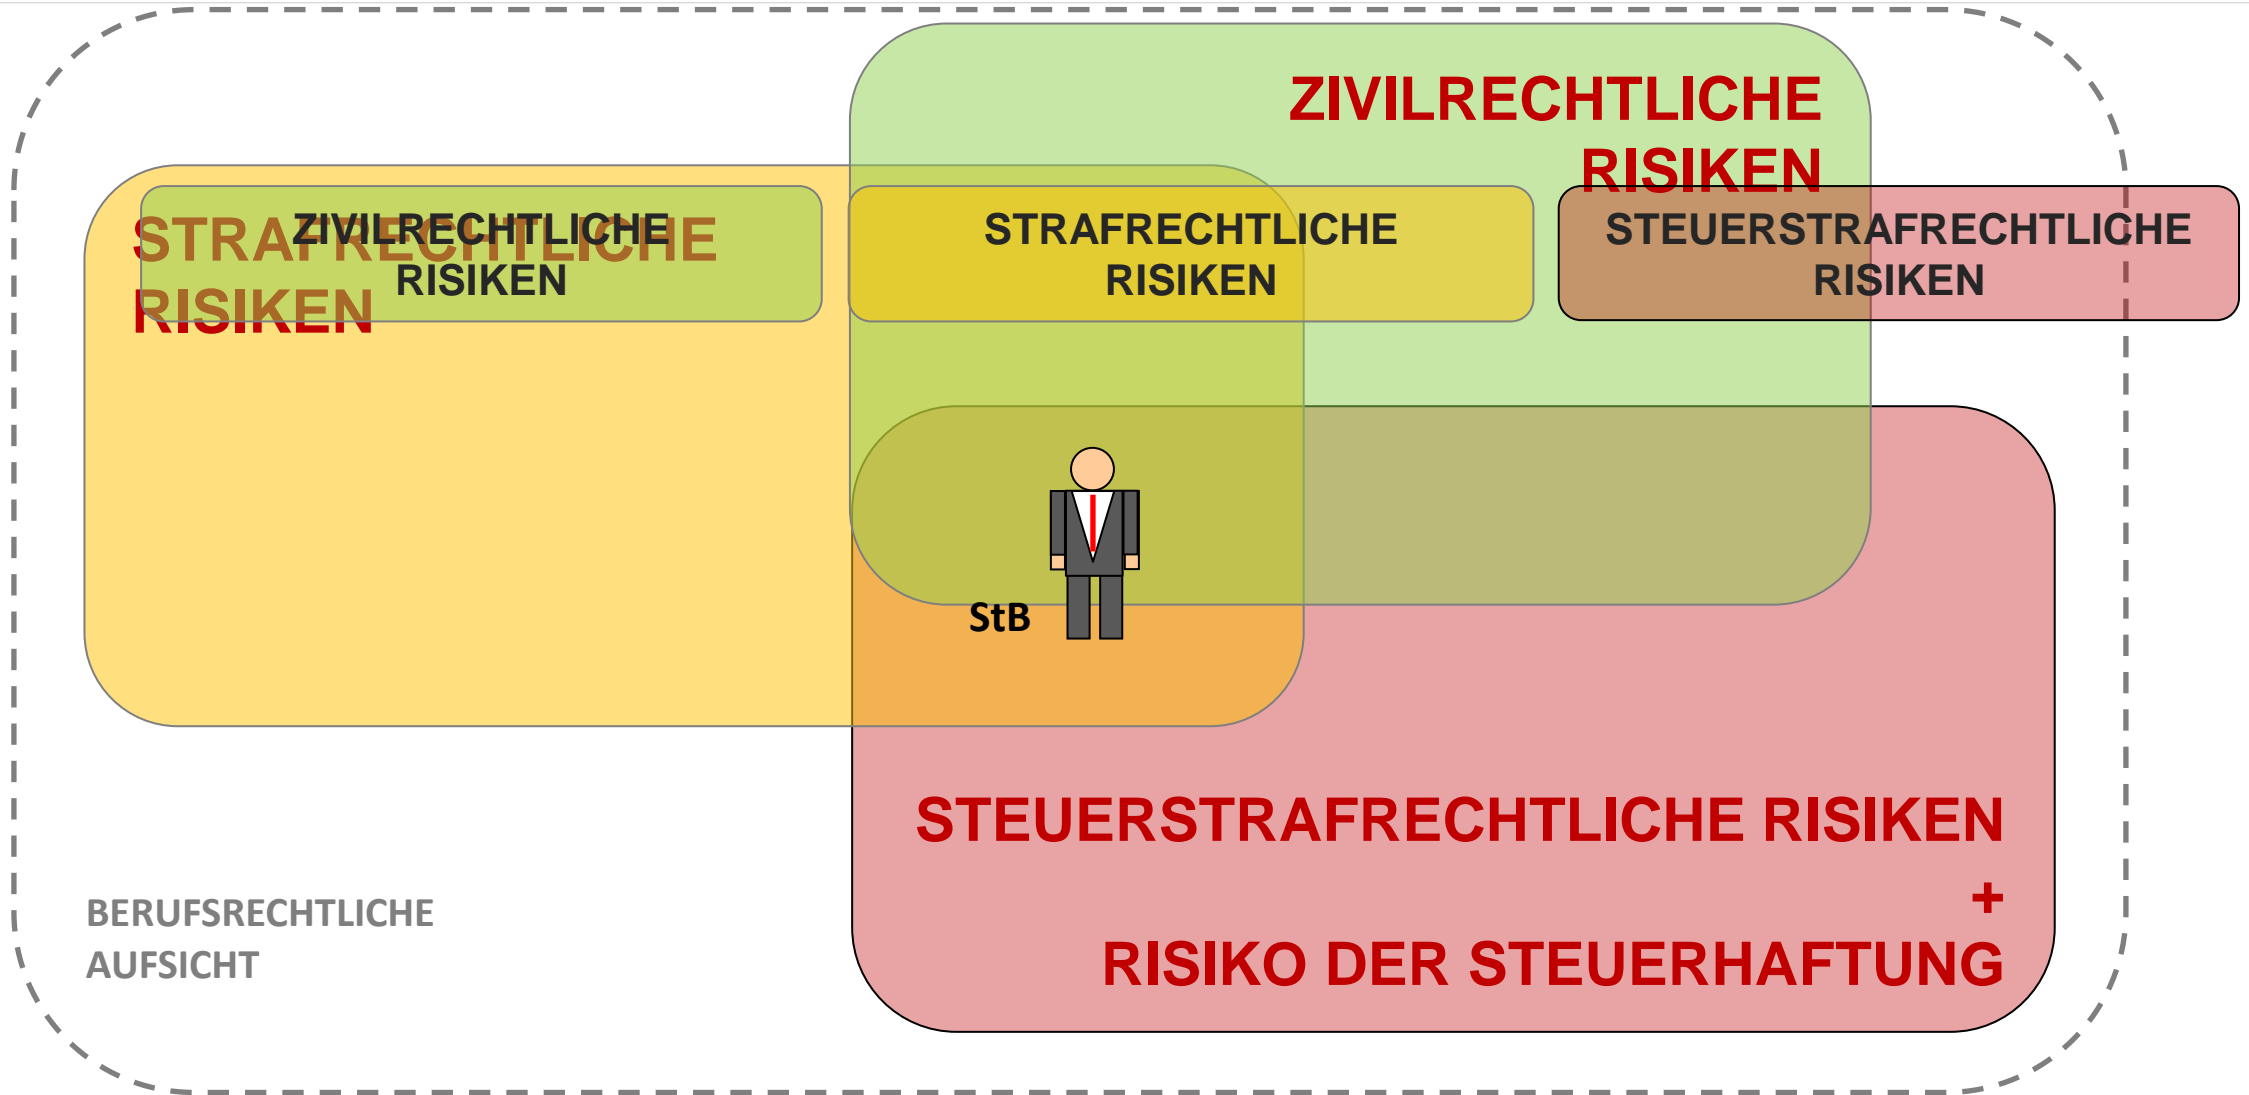 ZIVILRECHTLICHE
RISIKEN
STRAFRECHTLICHE
RISIKEN
ZIVILRECHTLICHE
RISIKEN
STRAFRECHTLICHE
RISIKEN
STEUERSTRAFRECHTLICHE
RISIKEN
StB
STEUERSTRAFRECHTLICHE RISIKEN
+
RISIKO DER STEUERHAFTUNG
BERUFSRECHTLICHE
AUFSICHT